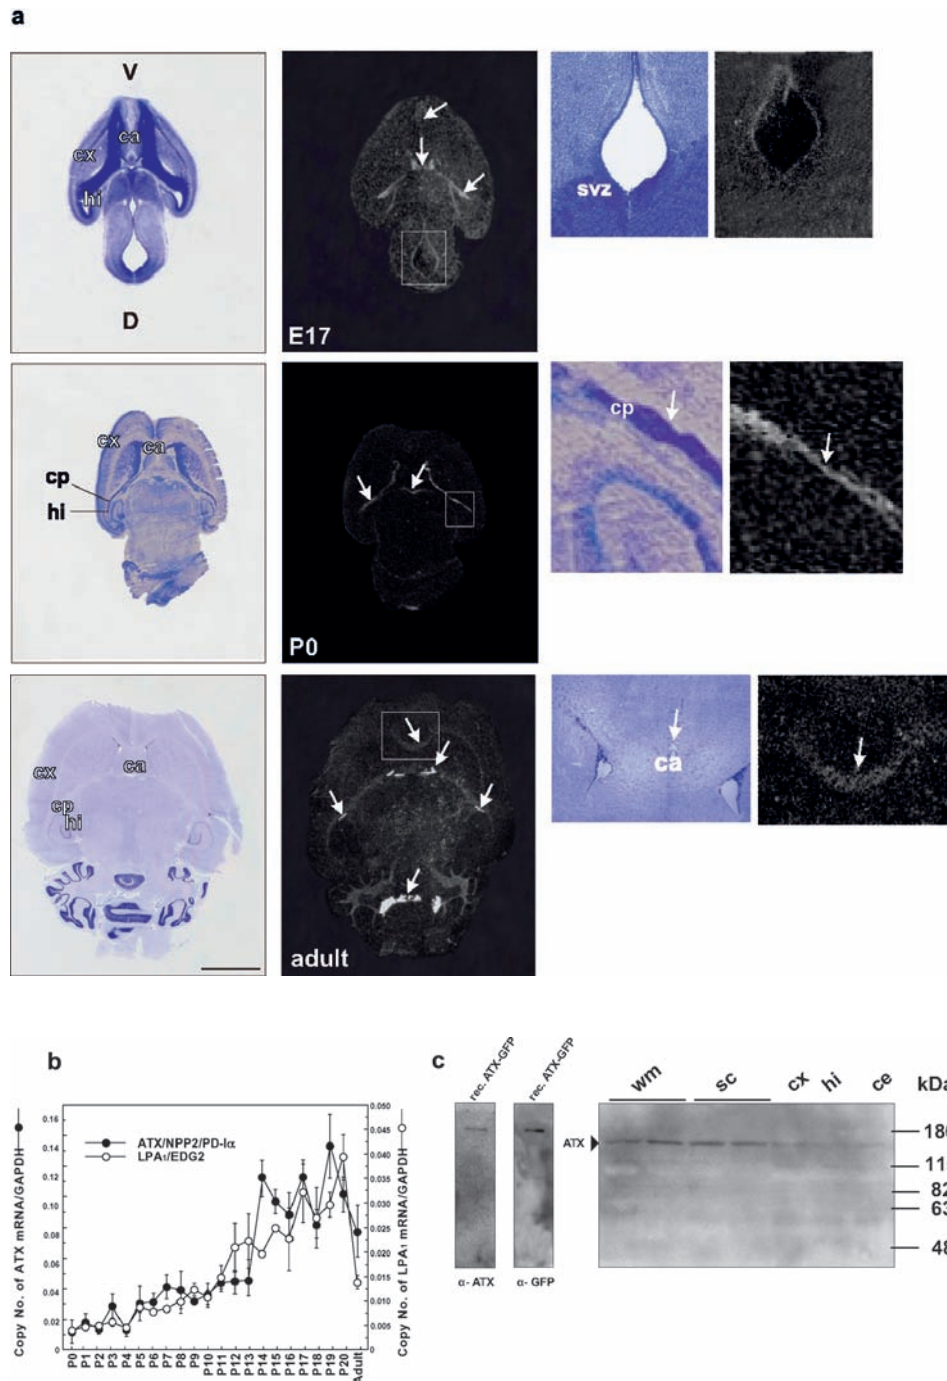 a
V
ca
cx
hi
D
E17
svz
cx
ca
cp
hi
P0
cp
cx
ca
cp
hi
adult
ca
b
Copy No. of ATX mRNA/GAPDH
0.16
0.14
0.12
0.10
0.08
0.06
0.04
0.02
0
ATX/NPP2/PD-Iα
LPA1/EDG2
0.050
0.045
0.040
0.035
0.030
0.025
0.020
0.015
0.010
0.005
0
Copy No. of LPA1 mRNA/GAPDH
P0 P1 P2 P3 P4 P5 P6 P7 P8 P9 P10 P11 P12 P13 P14 P15 P16 P17 P18 P19 P20 Adult
c
rec. ATX-GFP
rec. ATX-GFP
α- ATX
α- GFP
wm sc cx hi ce
ATX
48